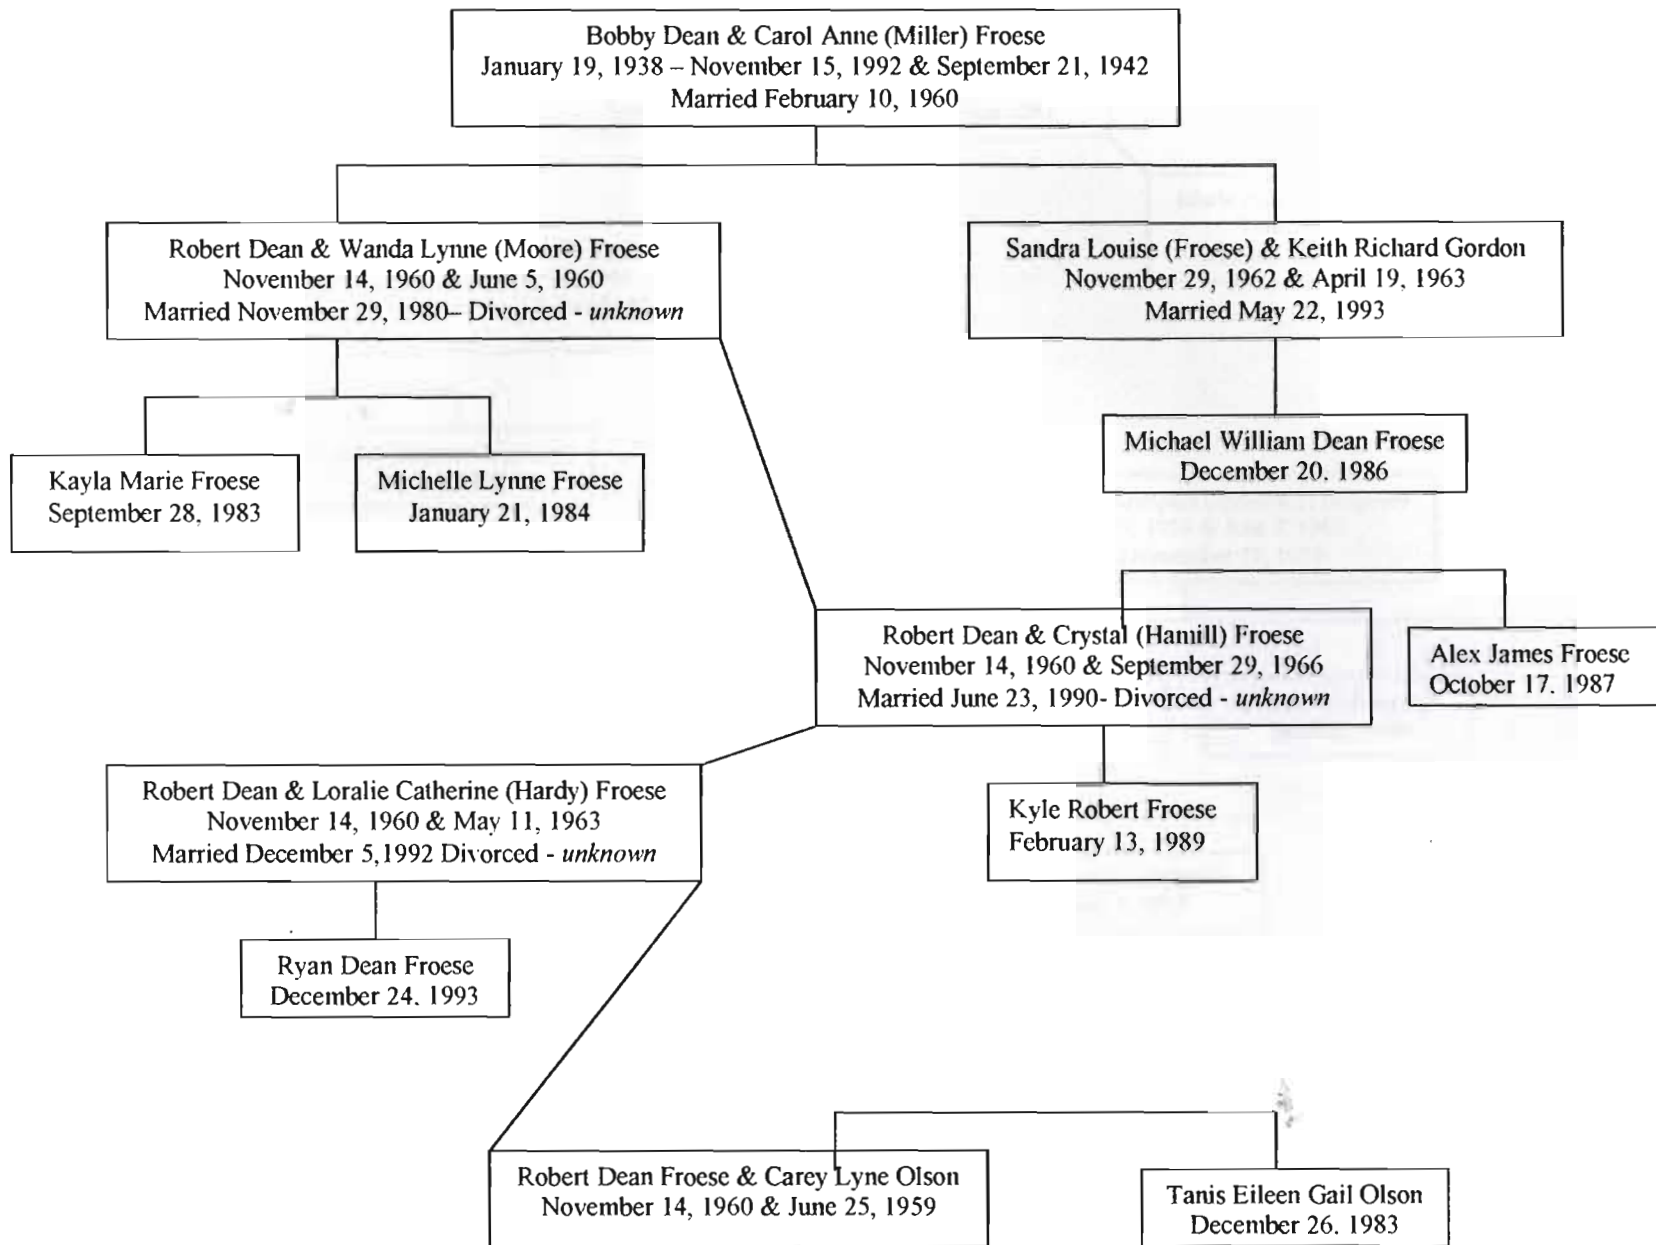 Bobby Dean & Carol Anne (Miller) Froese
January 19, 1938 – November 15, 1992 & September 21, 1942
Married February 10, 1960
Robert Dean & Wanda Lynne (Moore) Froese
November 14, 1960 & June 5, 1960
Married November 29, 1980– Divorced - unknown
Sandra Louise (Froese) & Keith Richard Gordon
November 29, 1962 & April 19, 1963
Married May 22, 1993
Kayla Marie Froese
September 28, 1983
Michelle Lynne Froese
January 21, 1984
Michael William Dean Froese
December 20, 1986
Robert Dean & Crystal (Hamill) Froese
November 14, 1960 & September 29, 1966
Married June 23, 1990- Divorced - unknown
Alex James Froese
October 17, 1987
Robert Dean & Loralie Catherine (Hardy) Froese
November 14, 1960 & May 11, 1963
Married December 5,1992 Divorced - unknown
Kyle Robert Froese
February 13, 1989
Ryan Dean Froese
December 24, 1993
Robert Dean Froese & Carey Lyne Olson
November 14, 1960 & June 25, 1959
Tanis Eileen Gail Olson
December 26, 1983